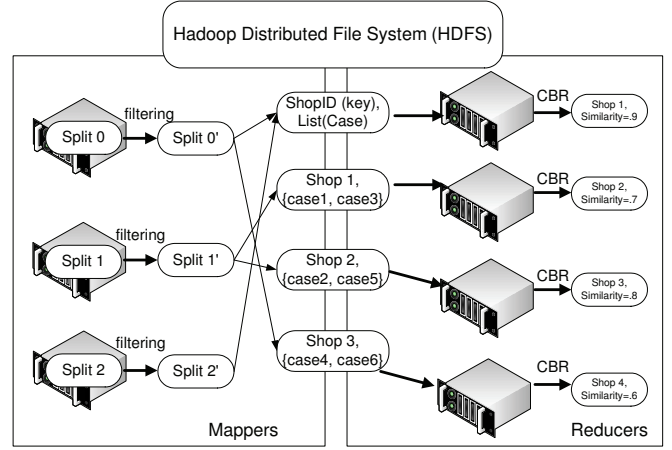 Hadoop Distributed File System (HDFS)
filtering
Split 0
Split 0'
ShopID (key),
List(Case)
CBR
Shop 1,
Similarity=.9
Shop 1,
{case1, case3}
CBR
Shop 2,
Similarity=.7
filtering
Split 1
Split 1'
Shop 2,
{case2, case5}
CBR
Shop 3,
Similarity=.8
filtering
Split 2
Split 2'
Shop 3,
{case4, case6}
CBR
Shop 4,
Similarity=.6
Mappers
Reducers